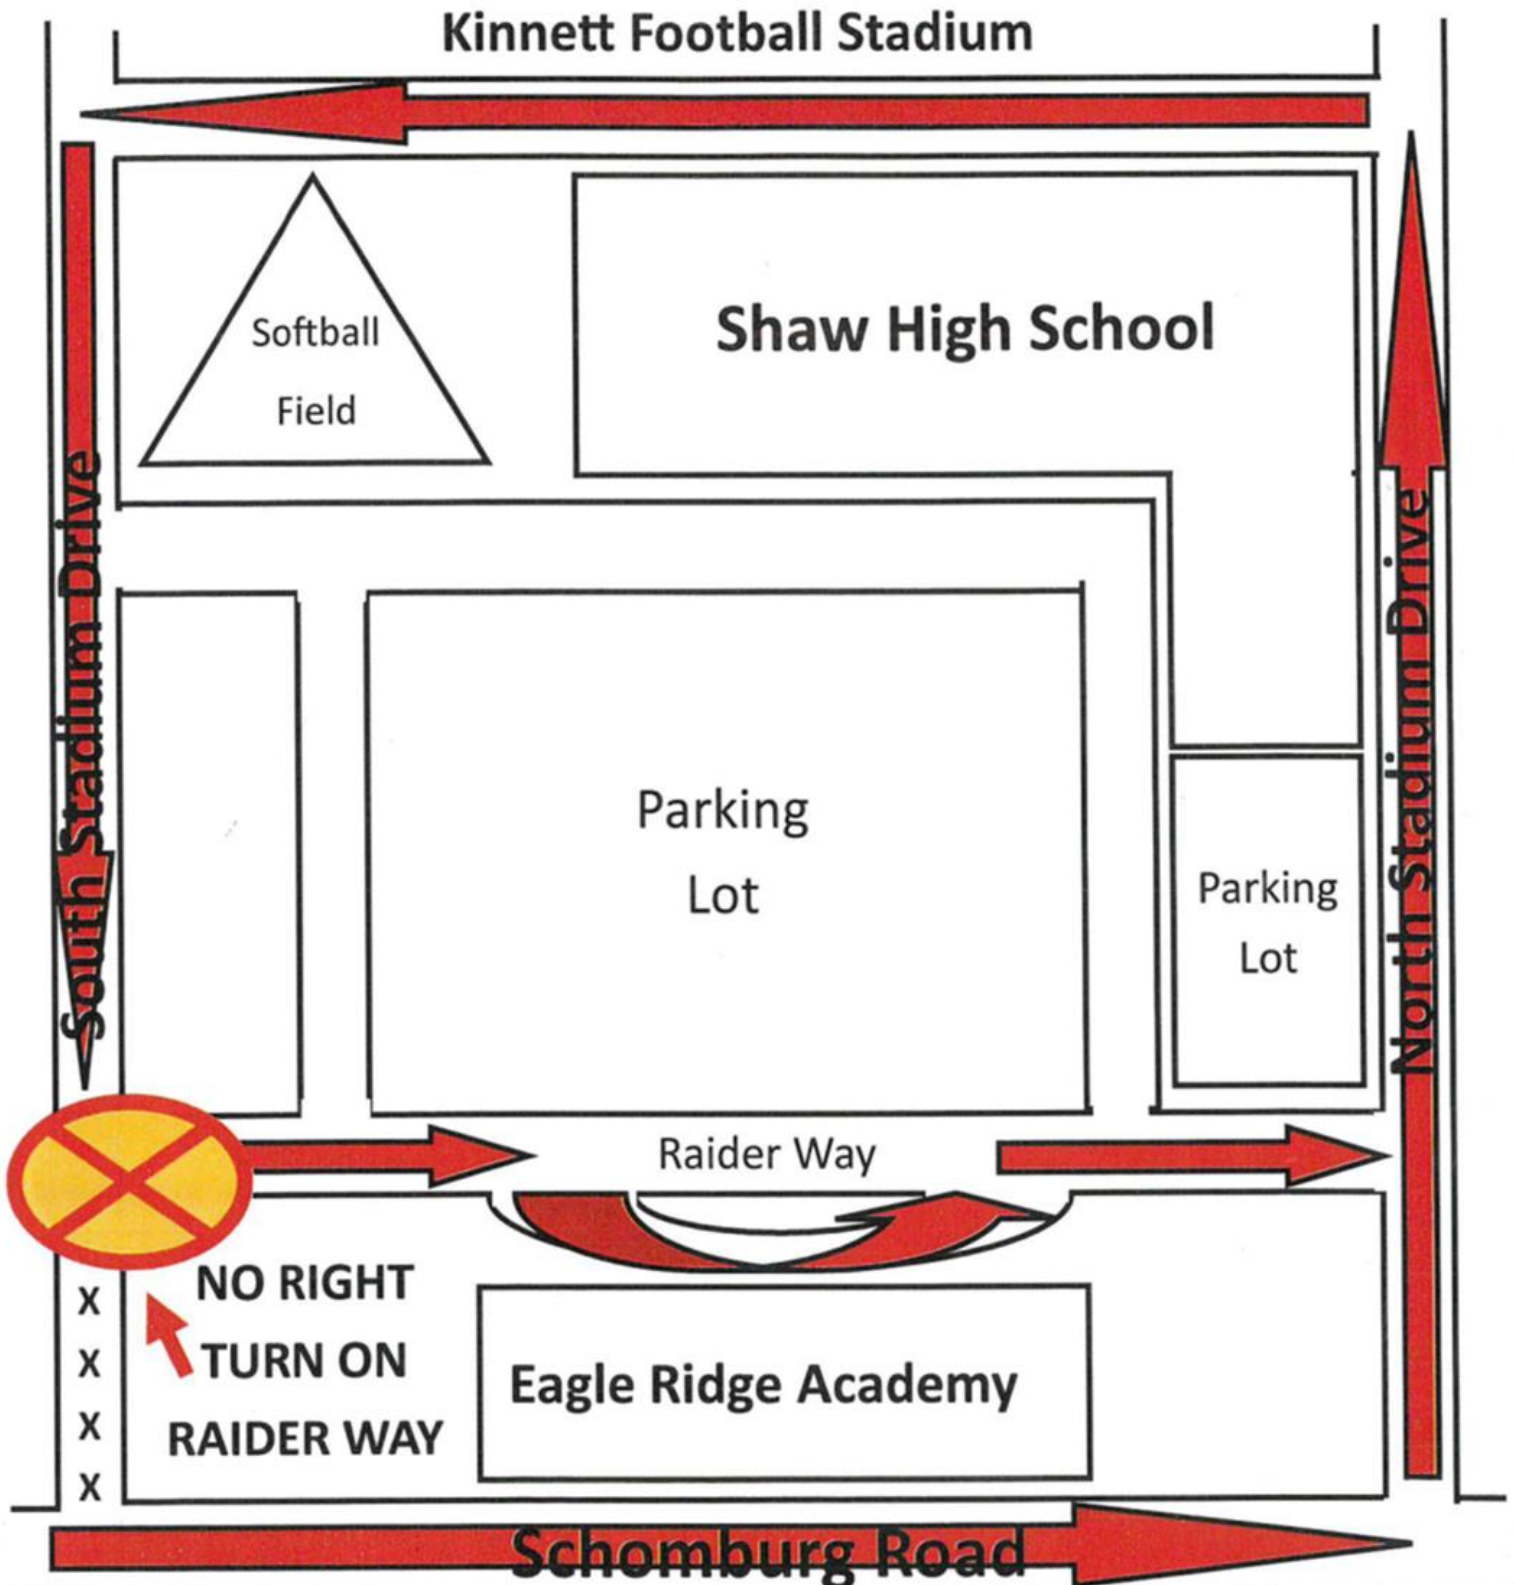 Kinnett Football Stadium
Softball
Field
Shaw High School
South Stadium Drive
North Stadium Drive
Parking
Lot
Parking
Lot
Raider Way
NO RIGHT
TURN ON
RAIDER WAY
X
X
X
X
Eagle Ridge Academy
Schomburg Road